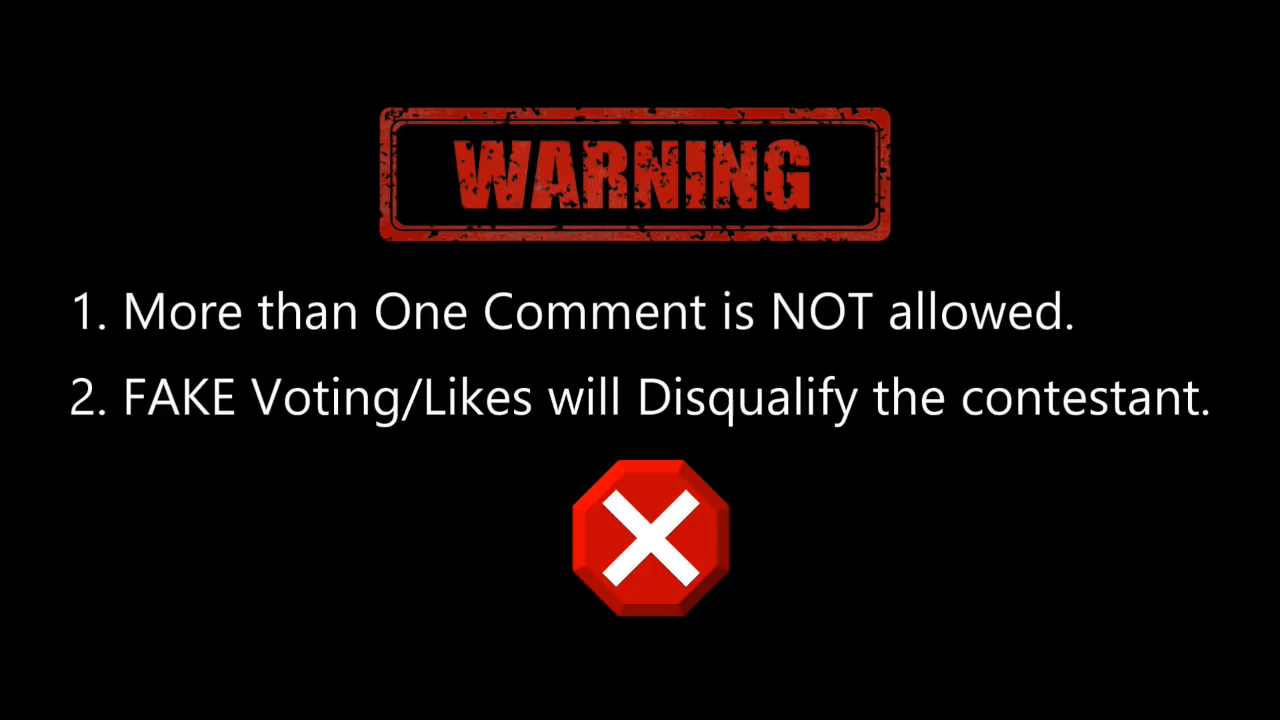 WARNING
1. More than One Comment is NOT allowed.
2. FAKE Voting/Likes will Disqualify the contestant.